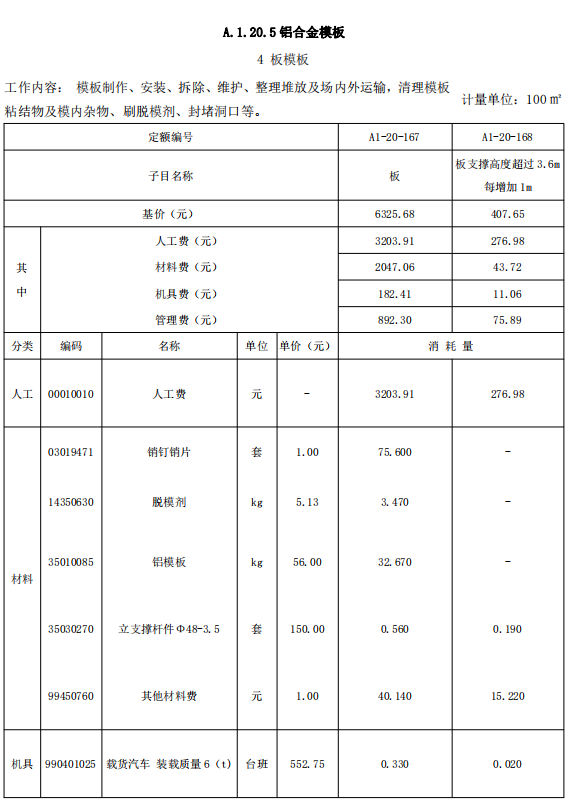 A.1.20.5铝合金模板
4 板模板
工作内容： 模板制作、安装、拆除、维护、整理堆放及场内外运输，清理模板
粘结物及模内杂物、刷脱模剂、封堵洞口等。
计量单位：100㎡
定额编号 A1-20-167 A1-20-168
子目名称 板 板支撑高度超过3.6m
每增加1m
基价（元） 6325.68 407.65
其中 人工费（元） 3203.91 276.98
材料费（元） 2047.06 43.72
机具费（元） 182.41 11.06
管理费（元） 892.30 75.89
分类 编码 名称 单位 单价（元） 消 耗 量
人工 00010010 人工费 元 - 3203.91 276.98
材料 03019471 销钉销片 套 1.00 75.600 -
14350630 脱模剂 kg 5.13 3.470 -
35010085 铝模板 kg 56.00 32.670 -
35030270 立支撑杆件Φ48-3.5 套 150.00 0.560 0.190
99450760 其他材料费 元 1.00 40.140 15.220
机具 990401025 载货汽车 装载质量6（t） 台班 552.75 0.330 0.020